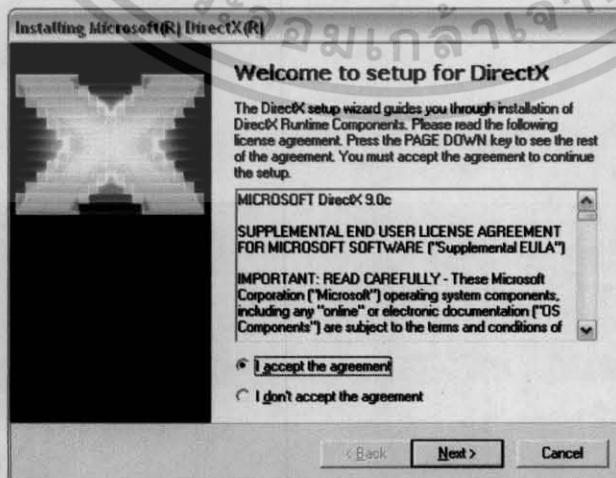 Installing Microsoft(R) DirectX(R)
Welcome to setup for DirectX
The DirectX setup wizard guides you through installation of
DirectX Runtime Components. Please read the following
license agreement. Press the PAGE DOWN key to see the rest
of the agreement. You must accept the agreement to continue
the setup.
MICROSOFT DirectX 9.0c
SUPPLEMENTAL END USER LICENSE AGREEMENT
FOR MICROSOFT SOFTWARE ("Supplemental EULA")
IMPORTANT: READ CAREFULLY - These Microsoft
Corporation ("Microsoft") operating system components,
including any "online" or electronic documentation ("OS
Components") are subject to the terms and conditions of
I accept the agreement
I don't accept the agreement
< Back
Next >
Cancel